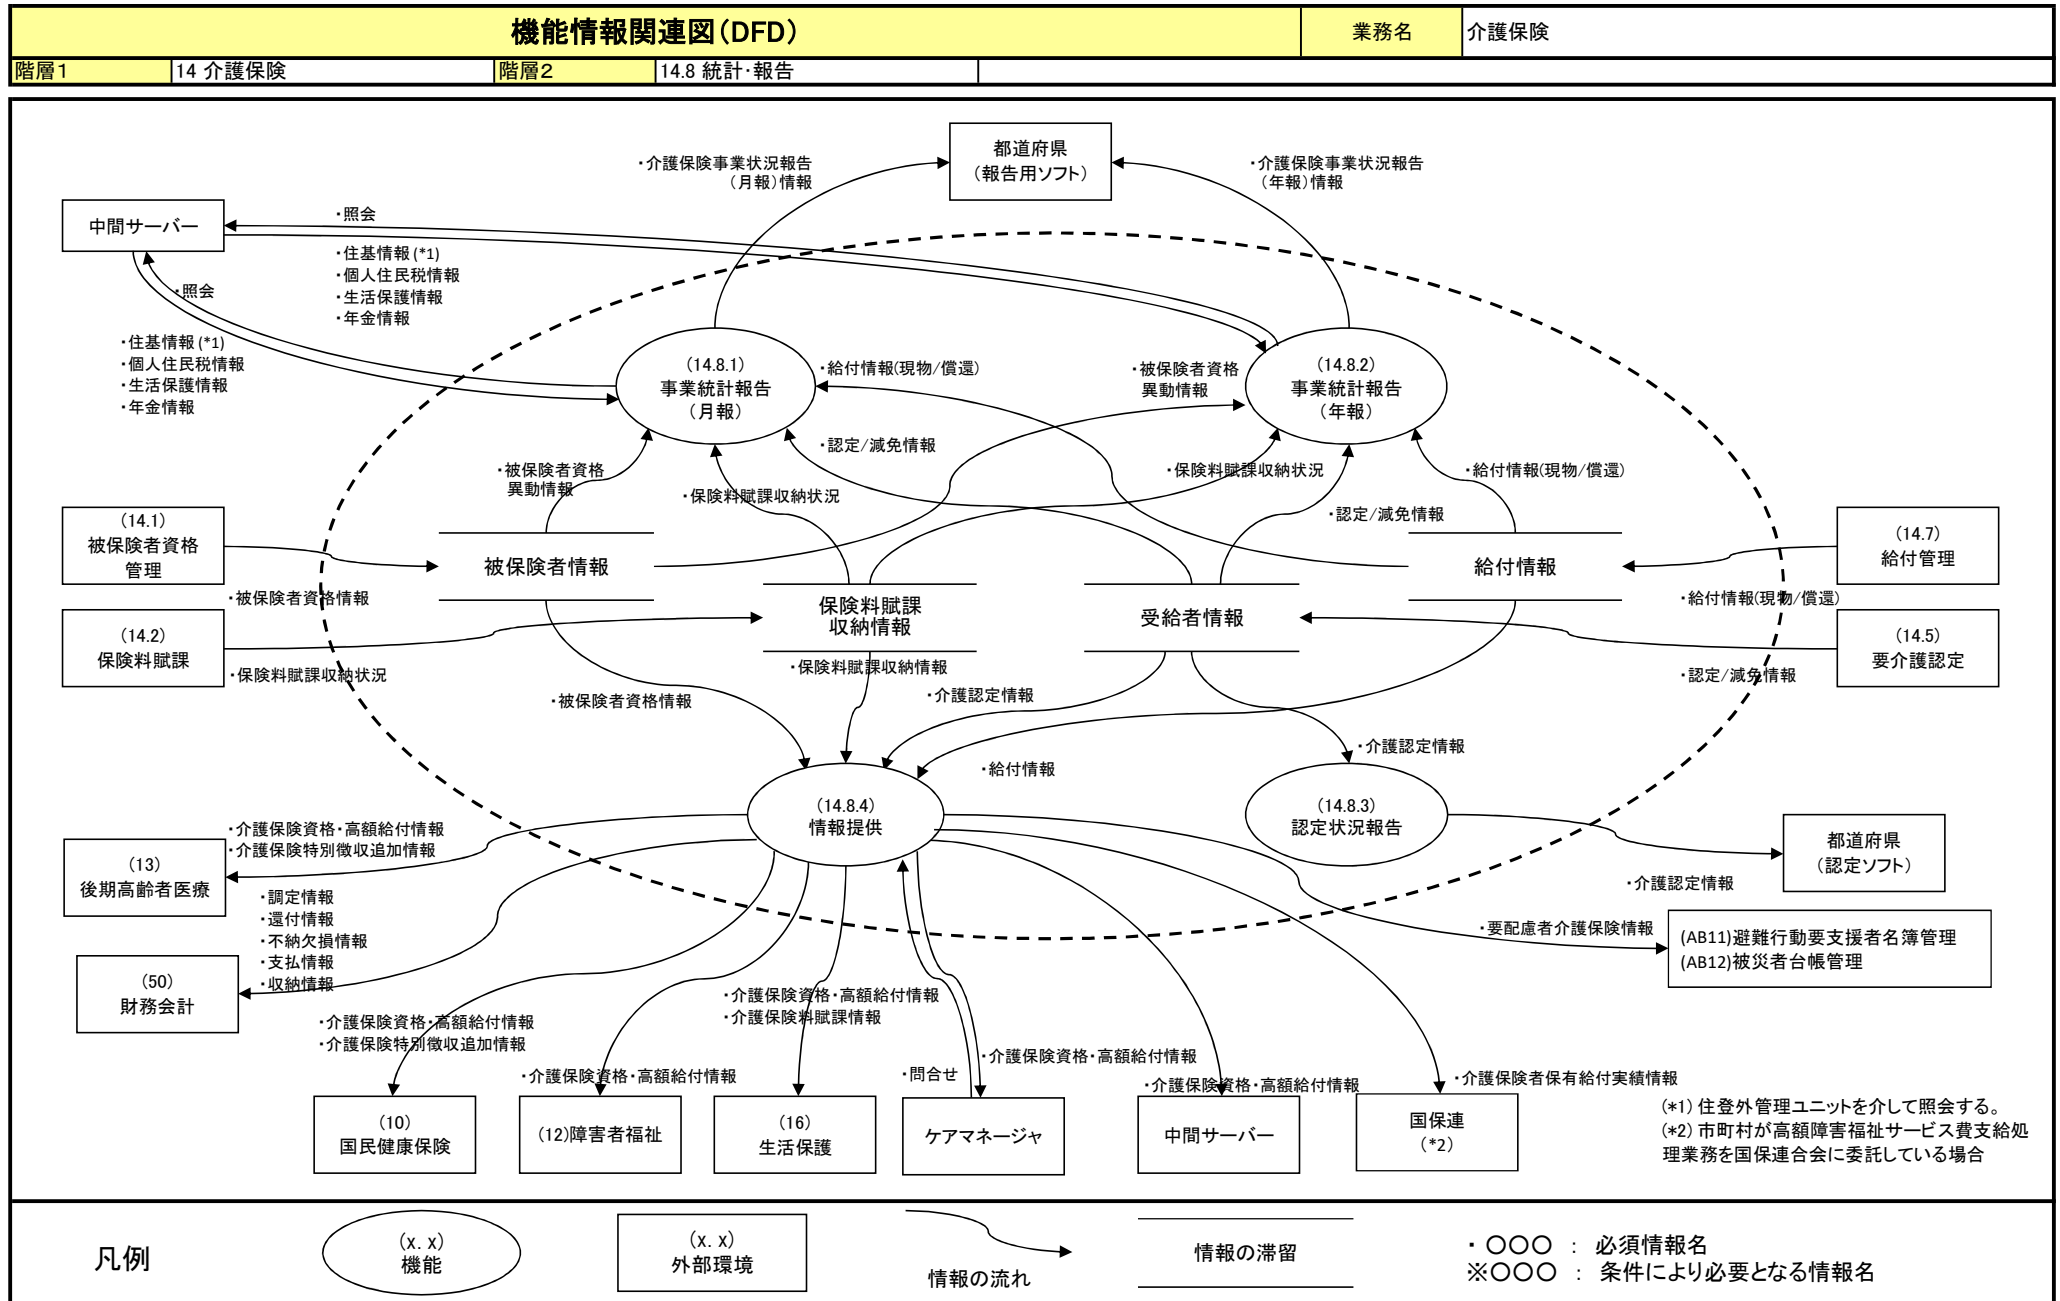 機能情報関連図(DFD)
業務名
介護保険
階層1
14 介護保険
階層2
14.8 統計・報告
都道府県
(報告用ソフト)
・介護保険事業状況報告
(月報)情報
・介護保険事業状況報告
(年報)情報
中間サーバー
・照会
・住基情報(*1)
・個人住民税情報
・生活保護情報
・年金情報
・照会
・住基情報(*1)
・個人住民税情報
・生活保護情報
・年金情報
(14.8.1)
事業統計報告
(月報)
・給付情報(現物/償還)
・被保険者資格
異動情報
(14.8.2)
事業統計報告
(年報)
・認定/減免情報
・被保険者資格
異動情報
・保険料賦課収納状況
・保険料賦課収納状況
・給付情報(現物/償還)
・認定/減免情報
(14.1)
被保険者資格
管理
被保険者情報
給付情報
(14.7)
給付管理
・被保険者資格情報
保険料賦課
収納情報
受給者情報
・給付情報(現物/償還)
(14.2)
保険料賦課
(14.5)
要介護認定
・保険料賦課収納状況
・保険料賦課収納情報
・認定/減免情報
・被保険者資格情報
・介護認定情報
・介護認定情報
・給付情報
(14.8.4)
情報提供
(14.8.3)
認定状況報告
・介護保険資格・高額給付情報
・介護保険特別徴収追加情報
(13)
後期高齢者医療
都道府県
(認定ソフト)
・介護認定情報
・調定情報
・還付情報
・不納欠損情報
・支払情報
・収納情報
・要配慮者介護保険情報
(AB11)避難行動要支援者名簿管理
(AB12)被災者台帳管理
(50)
財務会計
・介護保険資格・高額給付情報
・介護保険料賦課情報
・介護保険資格・高額給付情報
・介護保険特別徴収追加情報
・介護保険資格・高額給付情報
・問合せ
・介護保険資格・高額給付情報
・介護保険資格・高額給付情報
・介護保険者保有給付実績情報
(10)
国民健康保険
(12)障害者福祉
(16)
生活保護
ケアマネージャ
中間サーバー
国保連
(*2)
(*1) 住登外管理ユニットを介して照会する。
(*2) 市町村が高額障害福祉サービス費支給処
理業務を国保連合会に委託している場合
凡例
(x. x)
機能
(x. x)
外部環境
情報の流れ
情報の滞留
・ ○○○ : 必須情報名
※○○○ : 条件により必要となる情報名